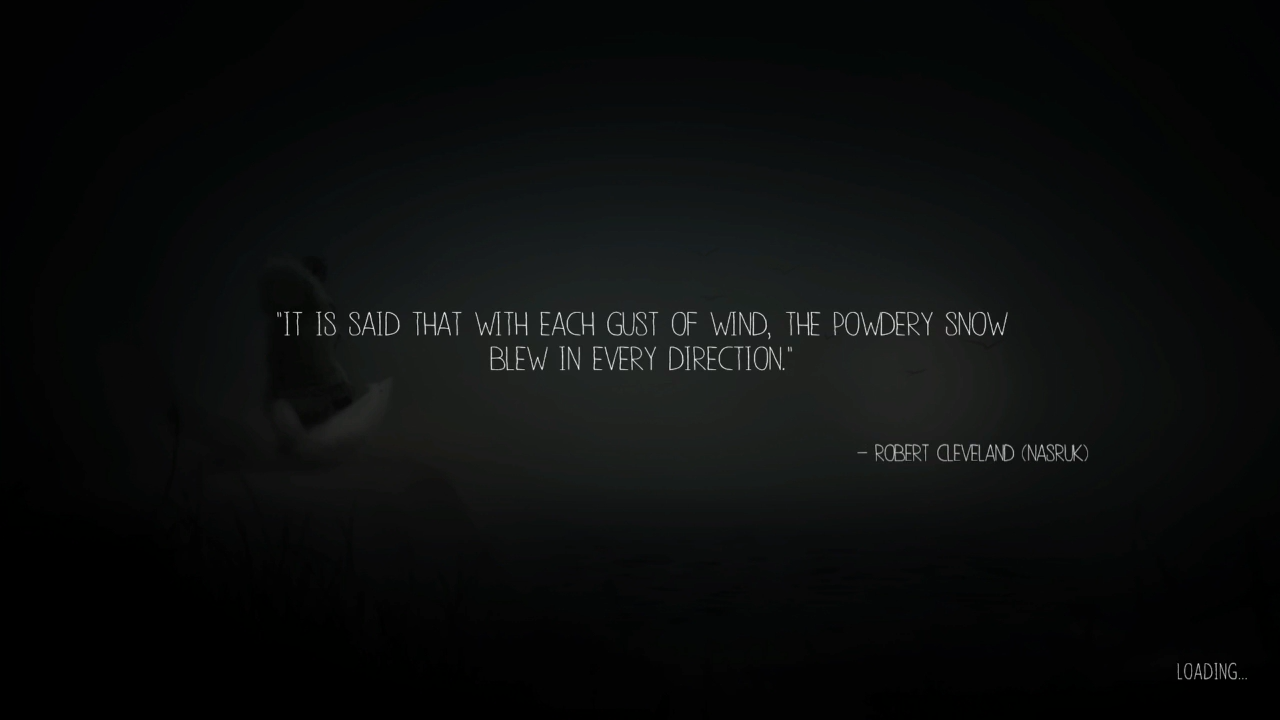 "IT IS SAID THAT WITH EACH GUST OF WIND, THE POWDERY SNOW
BLEW IN EVERY DIRECTION."
– ROBERT CLEVELAND (NASRUK)
LOADING...